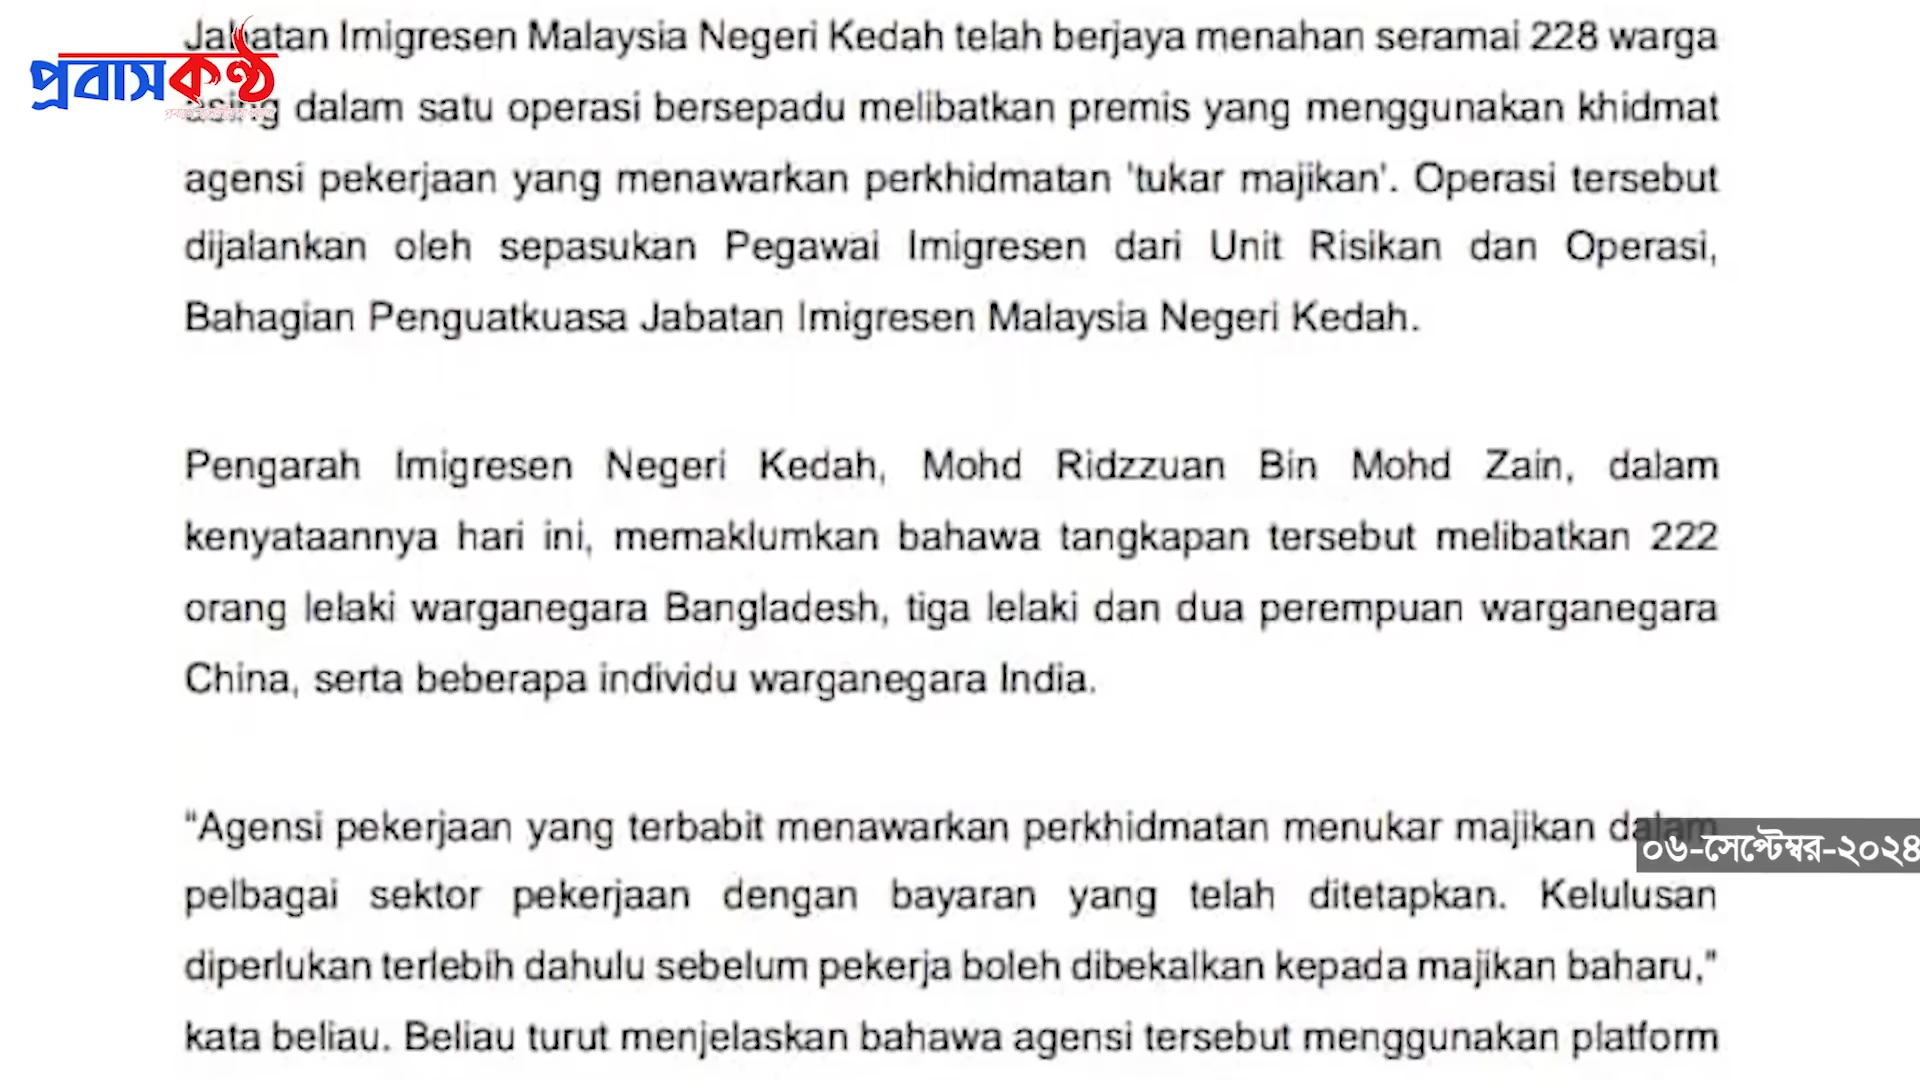 Jabatan Imigresen Malaysia Negeri Kedah telah berjaya menahan seramai 228 warga
প্রবাস কণ্ঠ
asing dalam satu operasi bersepadu melibatkan premis yang menggunakan khidmat
agensi pekerjaan yang menawarkan perkhidmatan 'tukar majikan'. Operasi tersebut
dijalankan oleh sepasukan Pegawai Imigresen dari Unit Risikan dan Operasi,
Bahagian Penguatkuasa Jabatan Imigresen Malaysia Negeri Kedah.
Pengarah Imigresen Negeri Kedah, Mohd Ridzzuan Bin Mohd Zain, dalam
kenyataannya hari ini, memaklumkan bahawa tangkapan tersebut melibatkan 222
orang lelaki warganegara Bangladesh, tiga lelaki dan dua perempuan warganegara
China, serta beberapa individu warganegara India.
"Agensi pekerjaan yang terbabit menawarkan perkhidmatan menukar majikan dalam
০৬-সেপ্টেম্বর-২০২৪
pelbagai sektor pekerjaan dengan bayaran yang telah ditetapkan. Kelulusan
diperlukan terlebih dahulu sebelum pekerja boleh dibekalkan kepada majikan baharu,"
kata beliau. Beliau turut menjelaskan bahawa agensi tersebut menggunakan platform